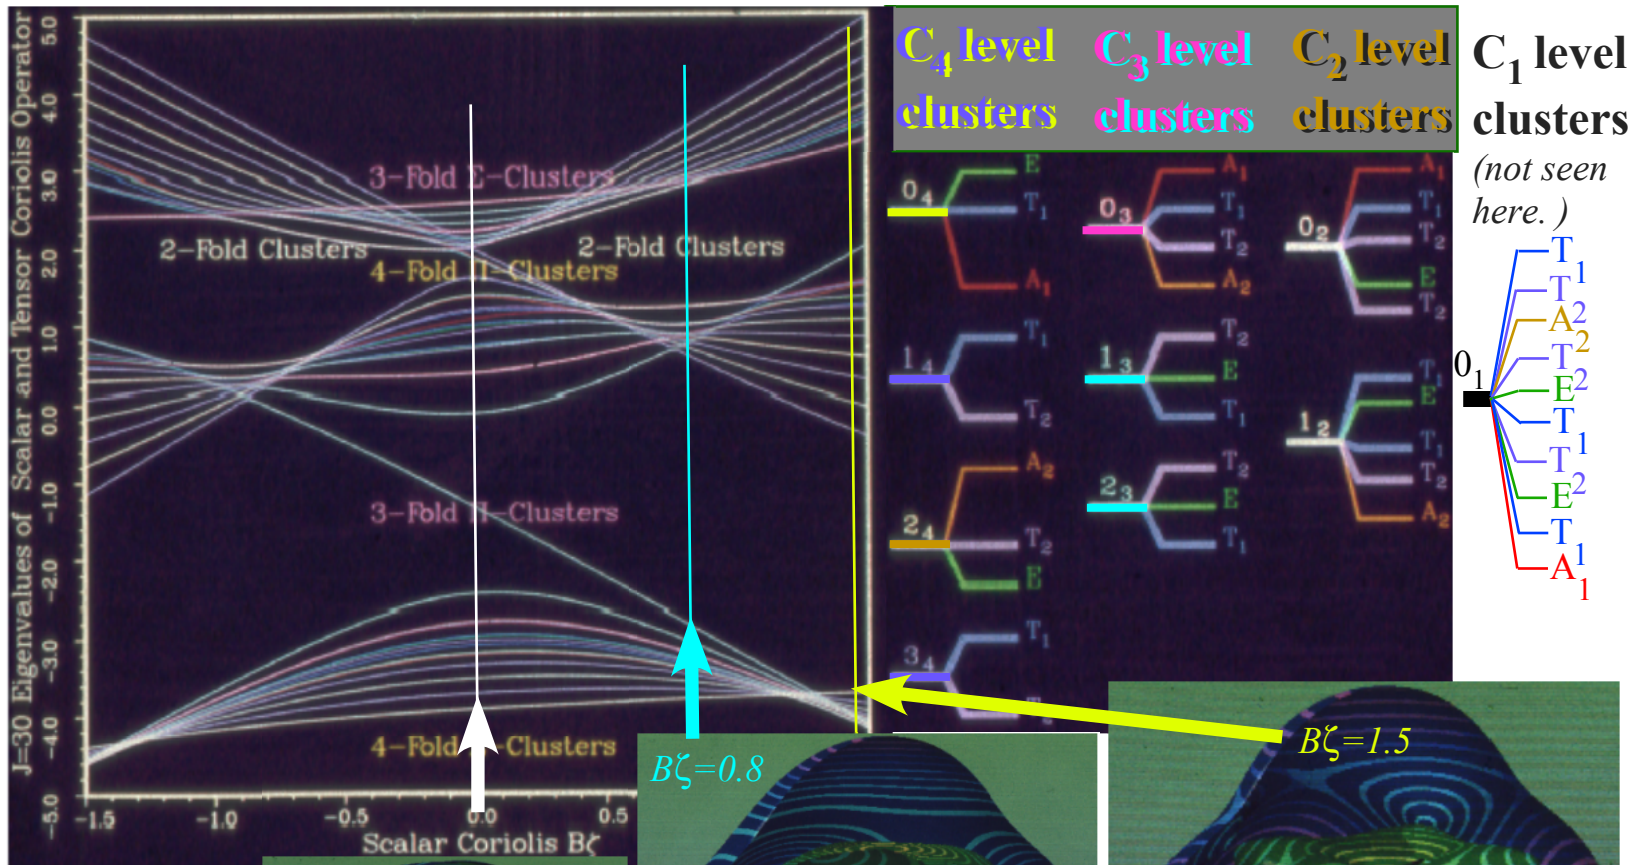 J=30 Eigenvalues of Scalar and Tensor Coriolis Operator
5.0
4.0
3.0
2.0
1.0
0.0
-1.0
-2.0
-3.0
-4.0
-5.0
3-Fold E-Clusters
2-Fold Clusters
2-Fold Clusters
4-Fold Π-Clusters
3-Fold Π-Clusters
4-Fold
-Clusters
-1.5
-1.0
-0.5
0.0
0.5
Scalar Coriolis Bζ
C4 level
clusters
C3 level
clusters
C2 level
clusters
C1 level
clusters
(not seen
here. )
04
E
T1
A1
14
T1
T2
24
A2
T2
E
34
T1
03
A1
T1
T2
A2
13
T2
E
T1
23
T2
E
T1
02
A1
T1
T2
E
T2
12
T1
E
T1
T2
A2
01
T1
T2
A2
T2
E
T1
T2
E
T1
A1
Bζ=0.8
Bζ=1.5